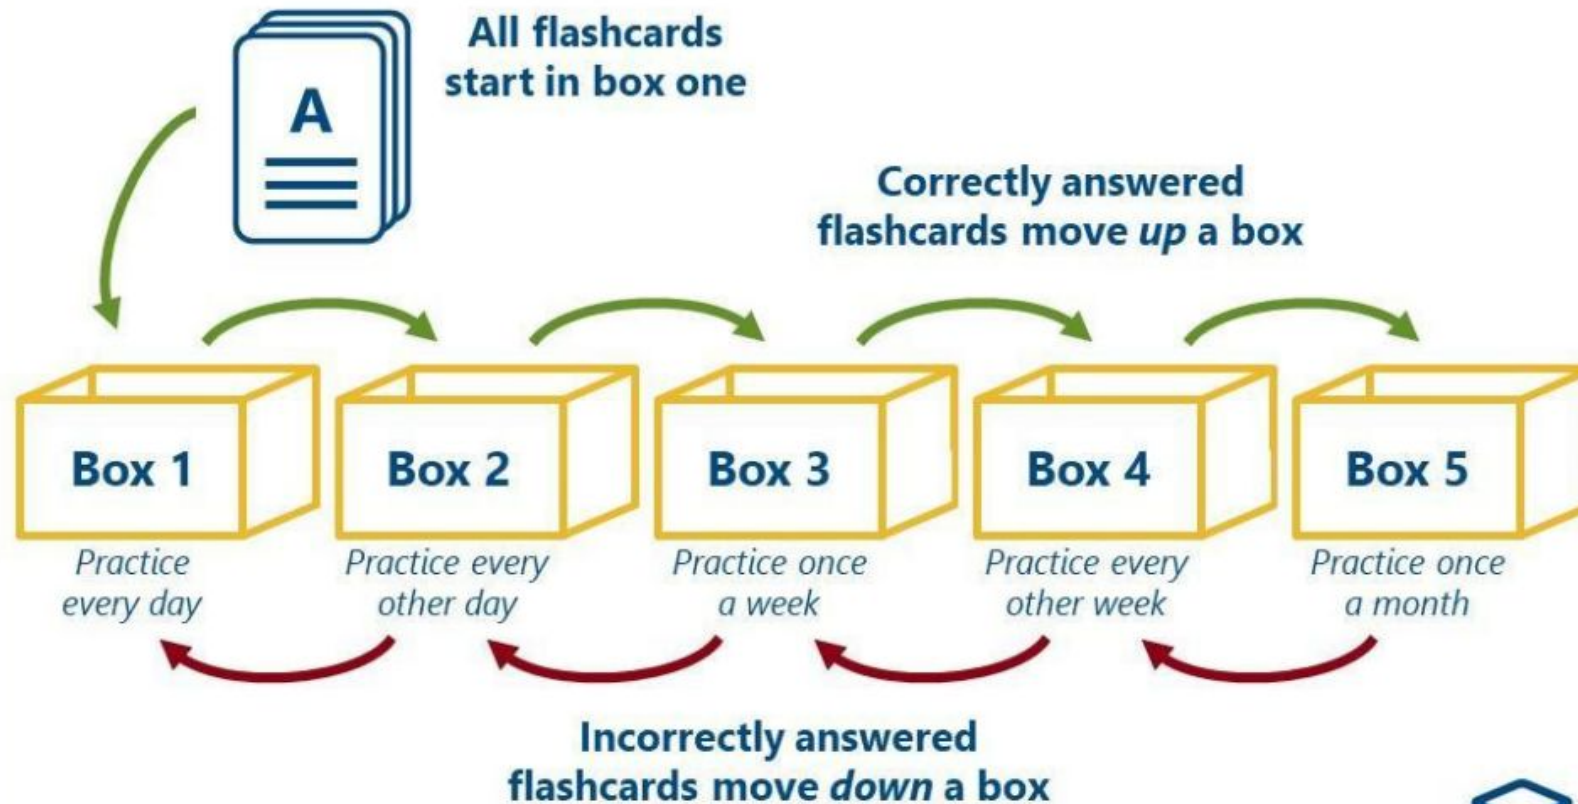 All flashcards
start in box one
A
Correctly answered
flashcards move up a box
Box 1
Box 2
Box 3
Box 4
Box 5
Practice
every day
Practice every
other day
Practice once
a week
Practice every
other week
Practice once
a month
Incorrectly answered
flashcards move down a box